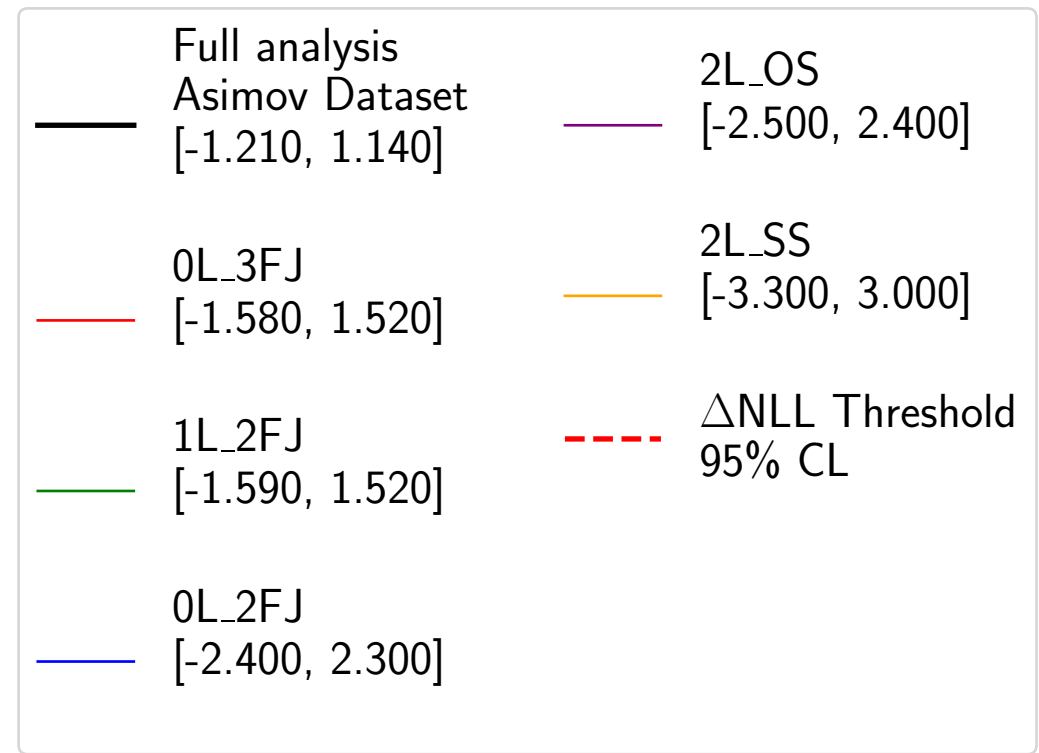 Full analysis
Asimov Dataset
[-1.210, 1.140]
0L_3FJ
[-1.580, 1.520]
1L_2FJ
[-1.590, 1.520]
0L_2FJ
[-2.400, 2.300]
2L_OS
[-2.500, 2.400]
2L_SS
[-3.300, 3.000]
△NLL Threshold
95% CL